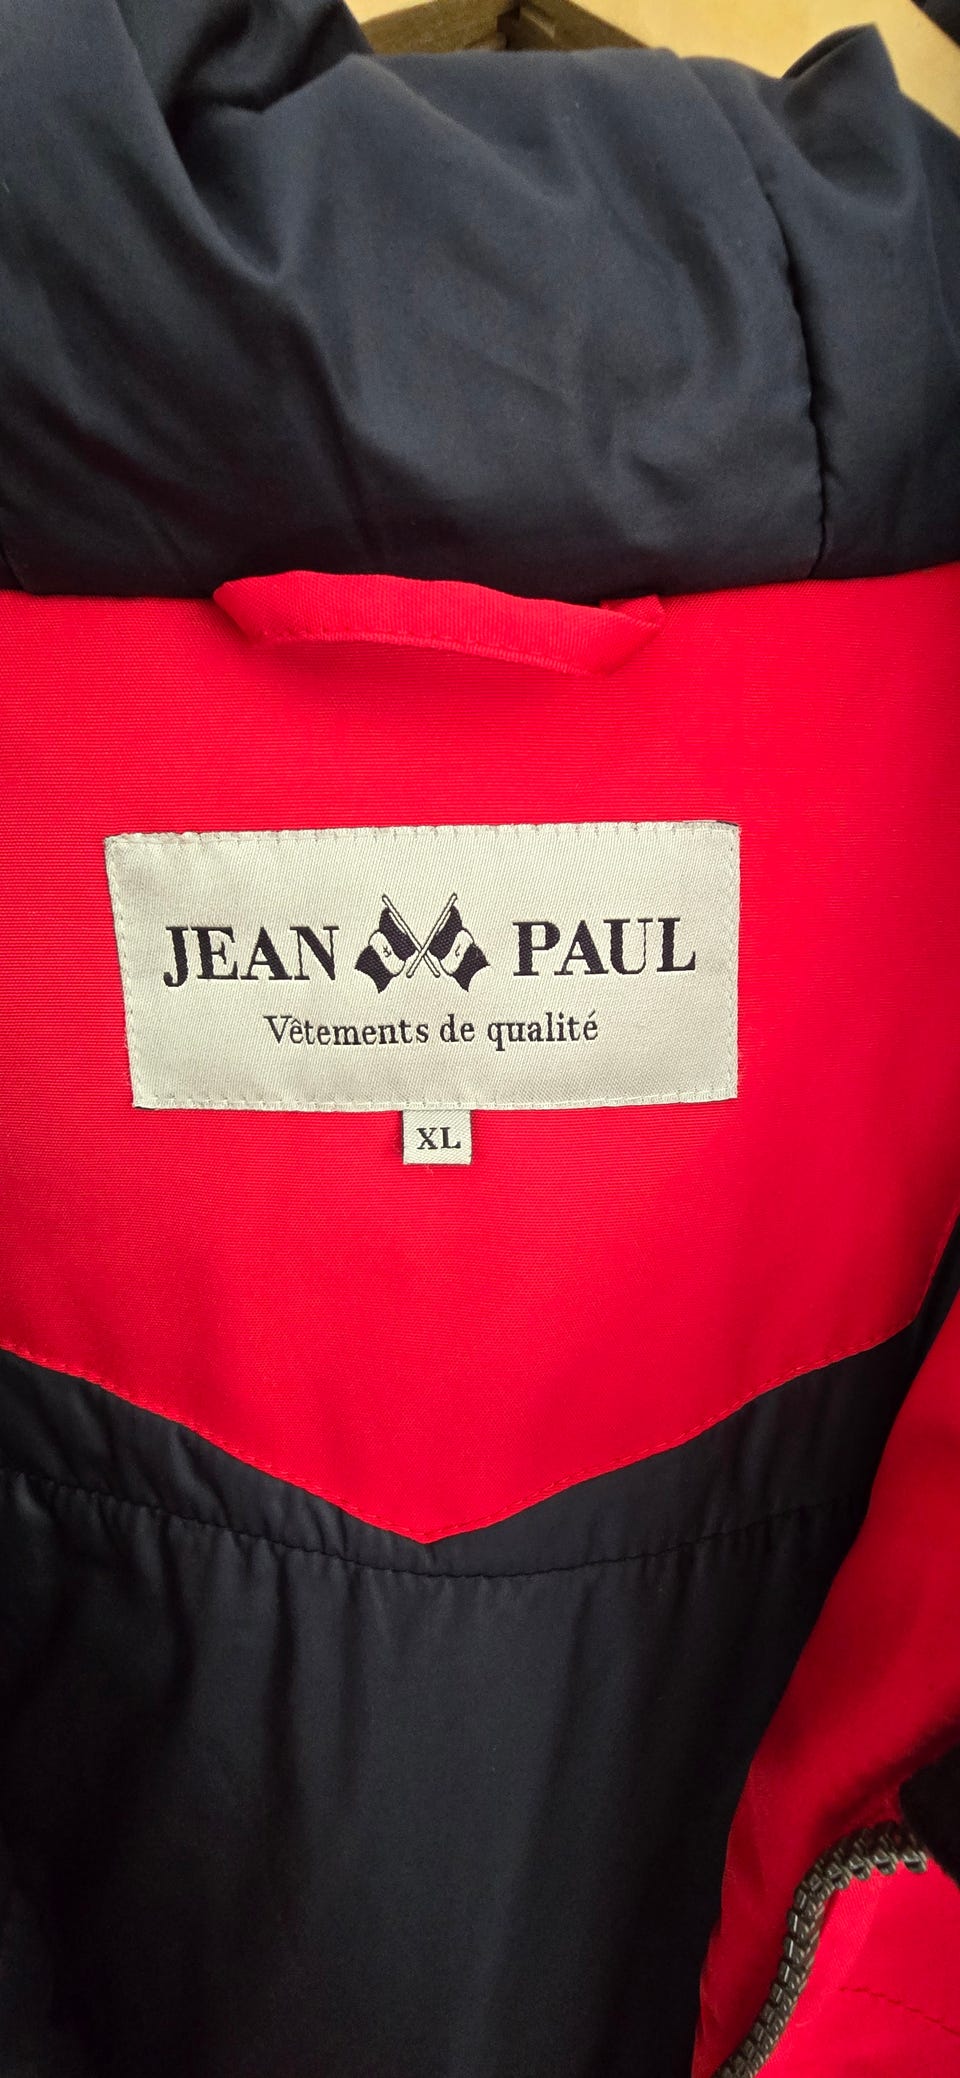 JEAN PAUL
Vêtements de qualité
XL